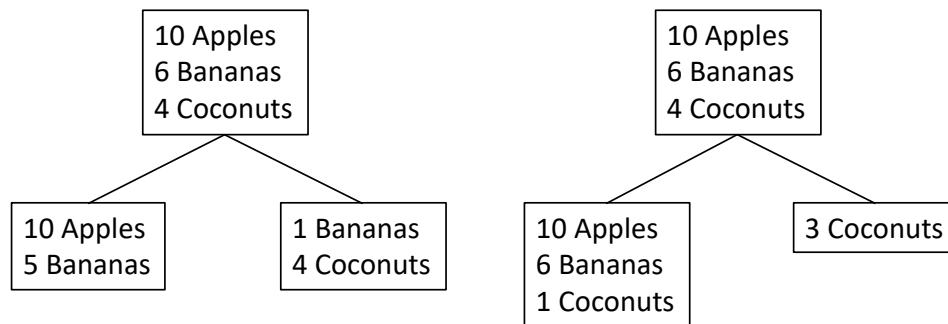 10 Apples
6 Bananas
4 Coconuts
10 Apples
5 Bananas
1 Bananas
4 Coconuts
10 Apples
6 Bananas
4 Coconuts
10 Apples
6 Bananas
1 Coconuts
3 Coconuts